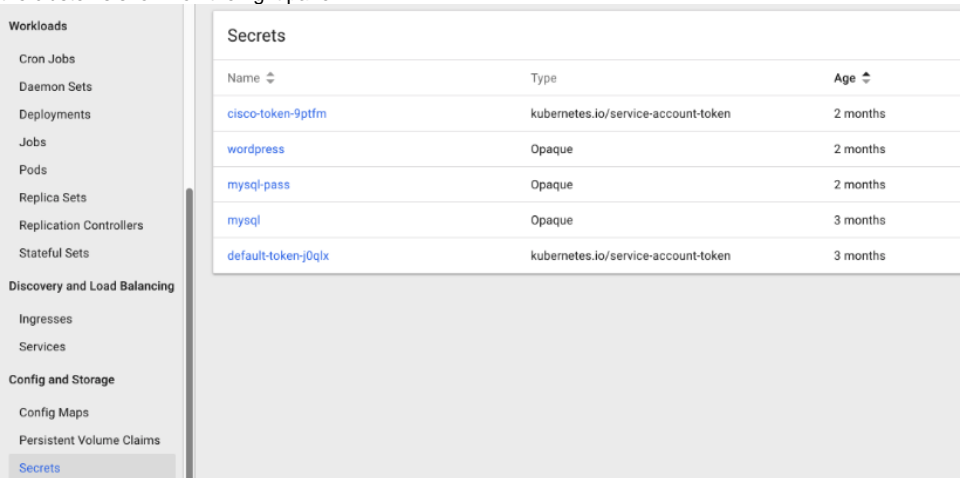 Workloads
Cron Jobs
Daemon Sets
Deployments
Jobs
Pods
Replica Sets
Replication Controllers
Stateful Sets
Discovery and Load Balancing
Ingresses
Services
Config and Storage
Config Maps
Persistent Volume Claims
Secrets
Secrets
Name Type Age
cisco-token-9ptfm kubernetes.io/service-account-token 2 months
wordpress Opaque 2 months
mysql-pass Opaque 2 months
mysql Opaque 3 months
default-token-j0qlx kubernetes.io/service-account-token 3 months